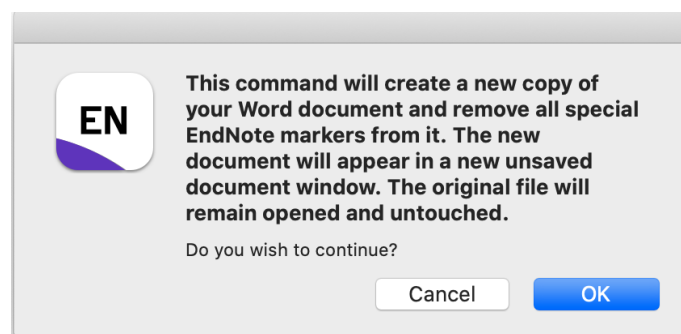 EN
This command will create a new copy of
your Word document and remove all special
EndNote markers from it. The new
document will appear in a new unsaved
document window. The original file will
remain opened and untouched.
Do you wish to continue?
Cancel OK